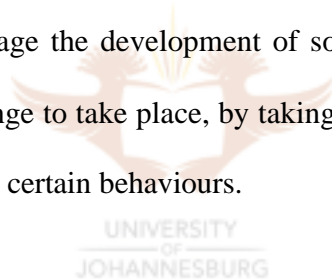 age the development of so
nge to take place, by taking
certain behaviours.
UNIVERSITY
OF
JOHANNESBURG